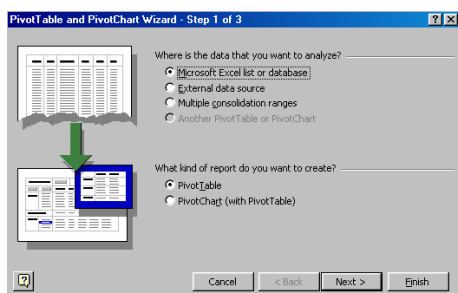 PivotTable and PivotChart Wizard - Step 1 of 3
Where is the data that you want to analyze?
Microsoft Excel list or database
External data source
Multiple consolidation ranges
Another PivotTable or PivotChart
What kind of report do you want to create?
PivotTable
PivotChart (with PivotTable)
Cancel < Back Next > Finish